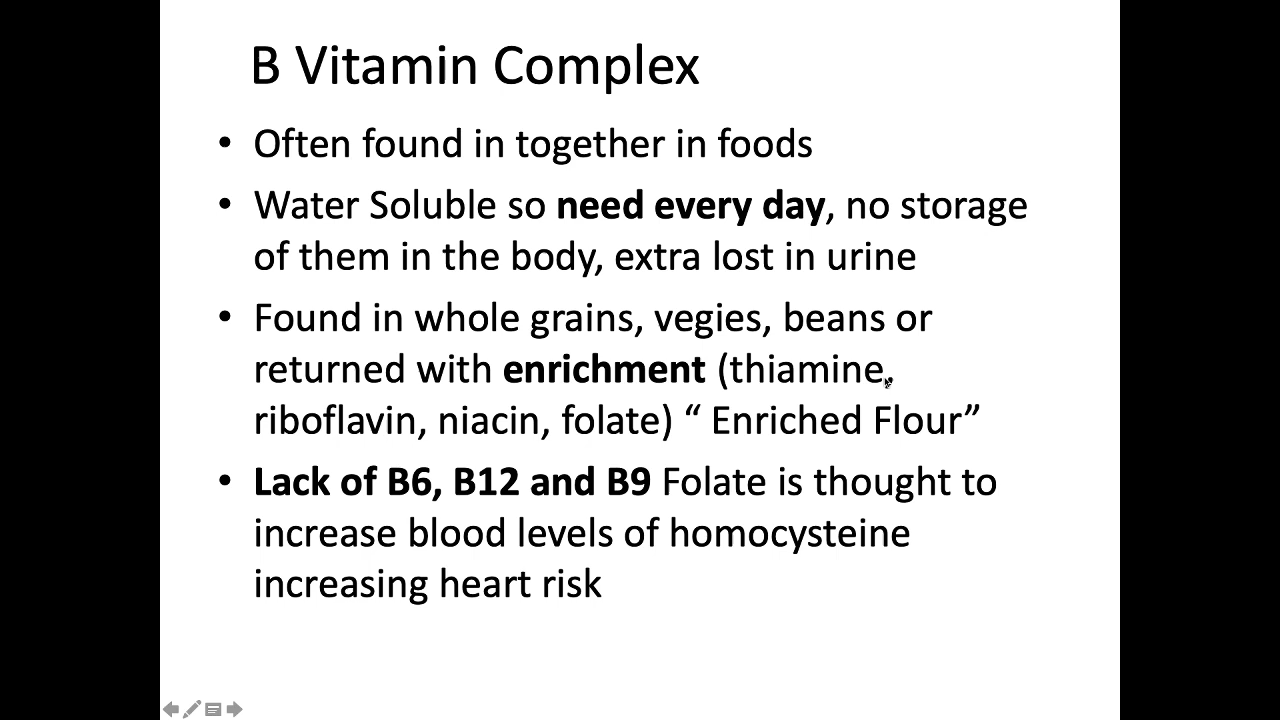 B Vitamin Complex
• Often found in together in foods
• Water Soluble so need every day, no storage
of them in the body, extra lost in urine
• Found in whole grains, vegies, beans or
returned with enrichment (thiamine,
riboflavin, niacin, folate) “ Enriched Flour”
• Lack of B6, B12 and B9 Folate is thought to
increase blood levels of homocysteine
increasing heart risk